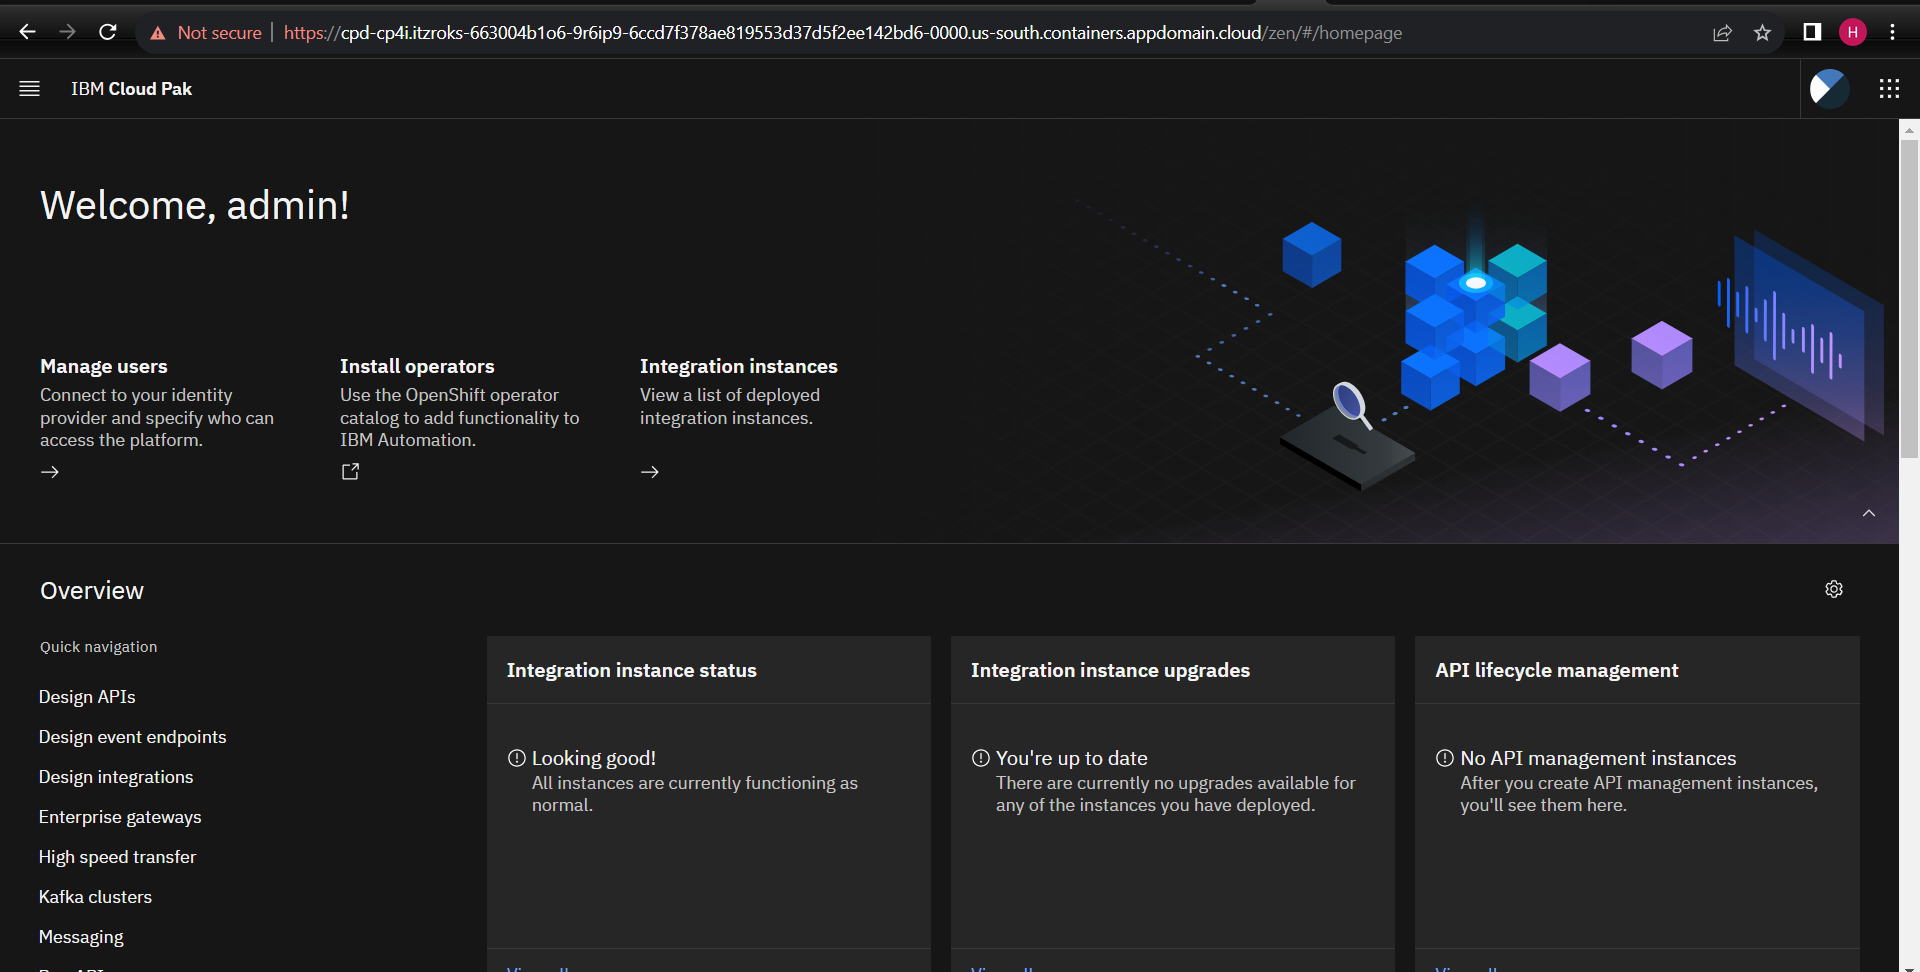 Not secure
https://cpd-cp4i.itzroks-663004b1o6-9r6ip9-6ccd7f378ae819553d37d5f2ee142bd6-0000.us-south.containers.appdomain.cloud/zen/#/homepage
H
IBM Cloud Pak
Welcome, admin!
Manage users
Connect to your identity
provider and specify who can
access the platform.
Install operators
Use the OpenShift operator
catalog to add functionality to
IBM Automation.
Integration instances
View a list of deployed
integration instances.
Overview
Quick navigation
Design APIs
Design event endpoints
Design integrations
Enterprise gateways
High speed transfer
Kafka clusters
Messaging
Integration instance status
Looking good!
All instances are currently functioning as
normal.
Integration instance upgrades
You're up to date
There are currently no upgrades available for
any of the instances you have deployed.
API lifecycle management
No API management instances
After you create API management instances,
you'll see them here.